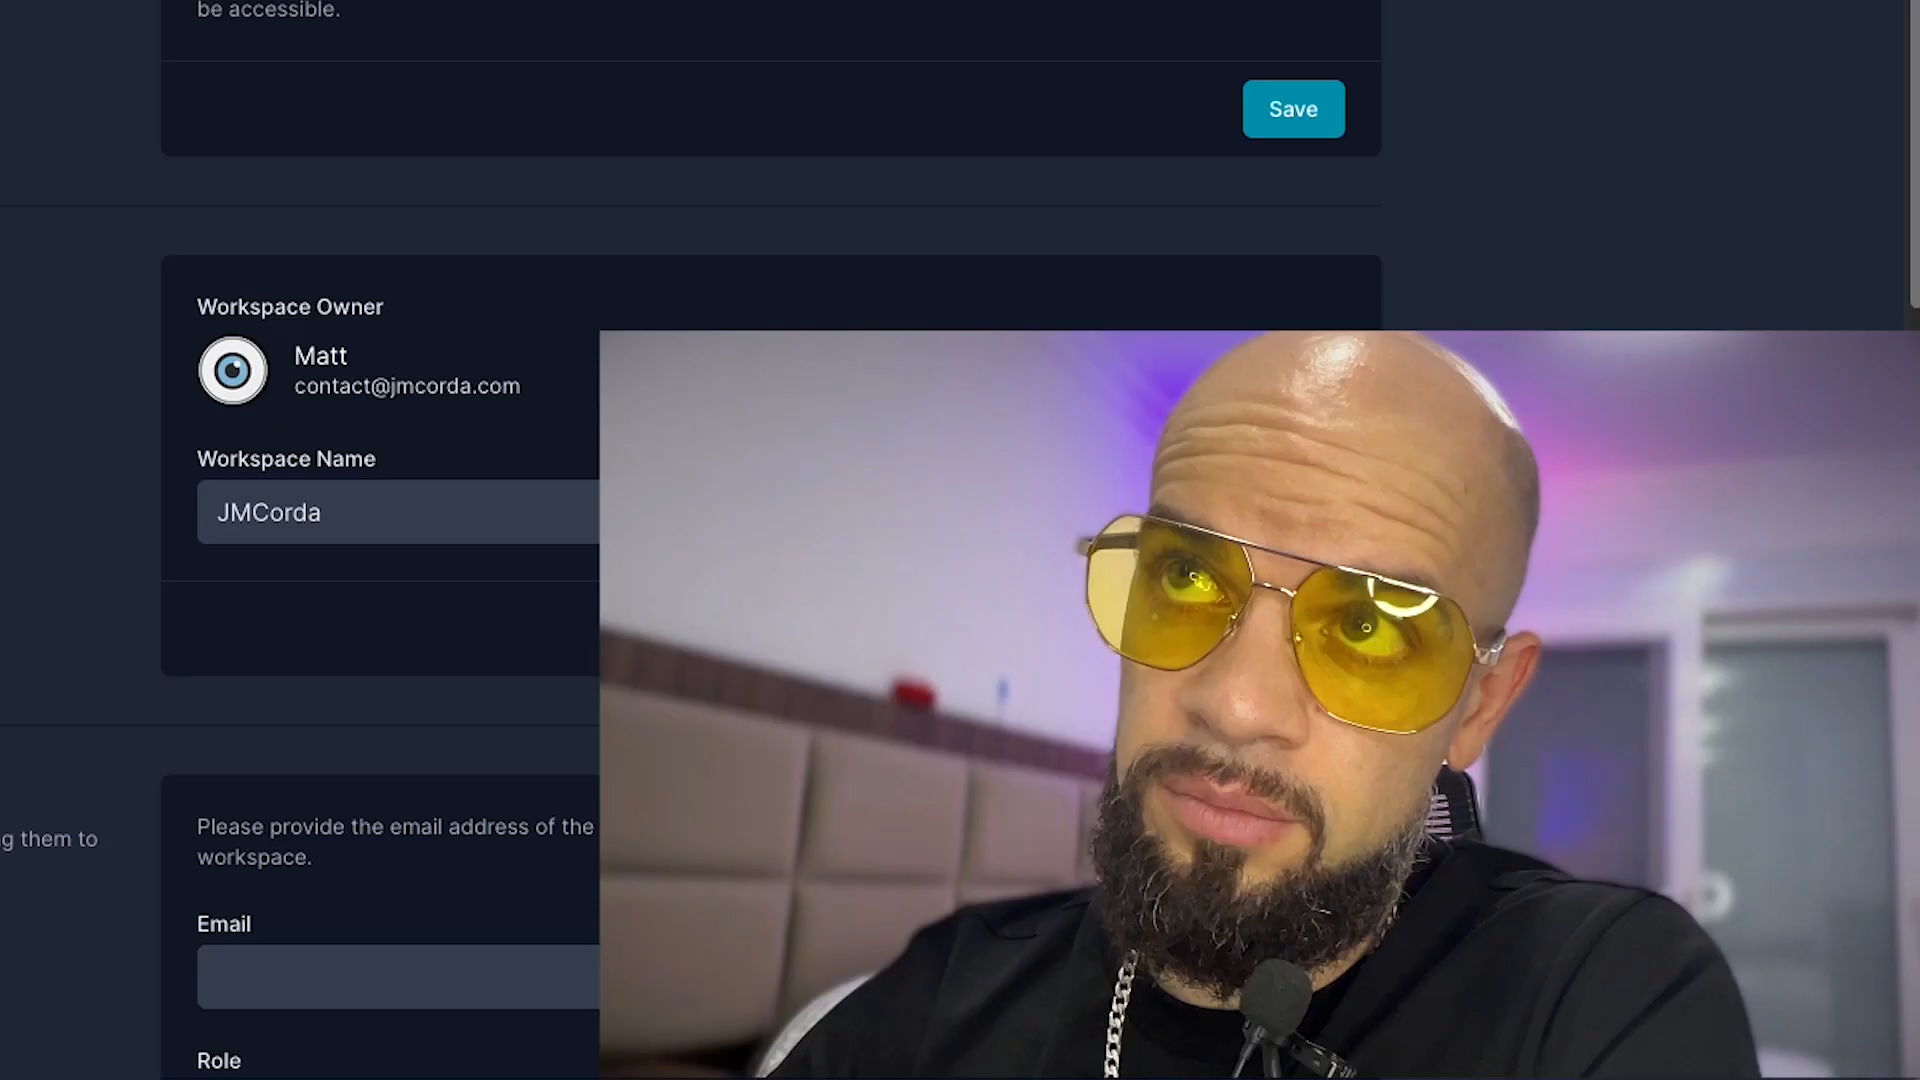 be accessible.
Save
Workspace Owner
Matt
contact@jmcorda.com
Workspace Name
JMCorda
Please provide the email address of the
g them to
workspace.
Email
Role